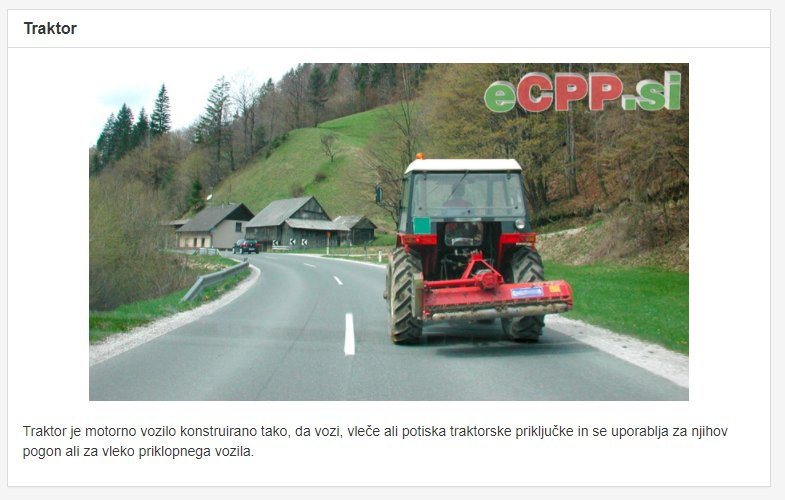 Traktor
eCPP.si
Traktor je motorno vozilo konstruirano tako, da vozi, vleče ali potiska traktorske priključke in se uporablja za njihov
pogon ali za vleko priklopnega vozila.